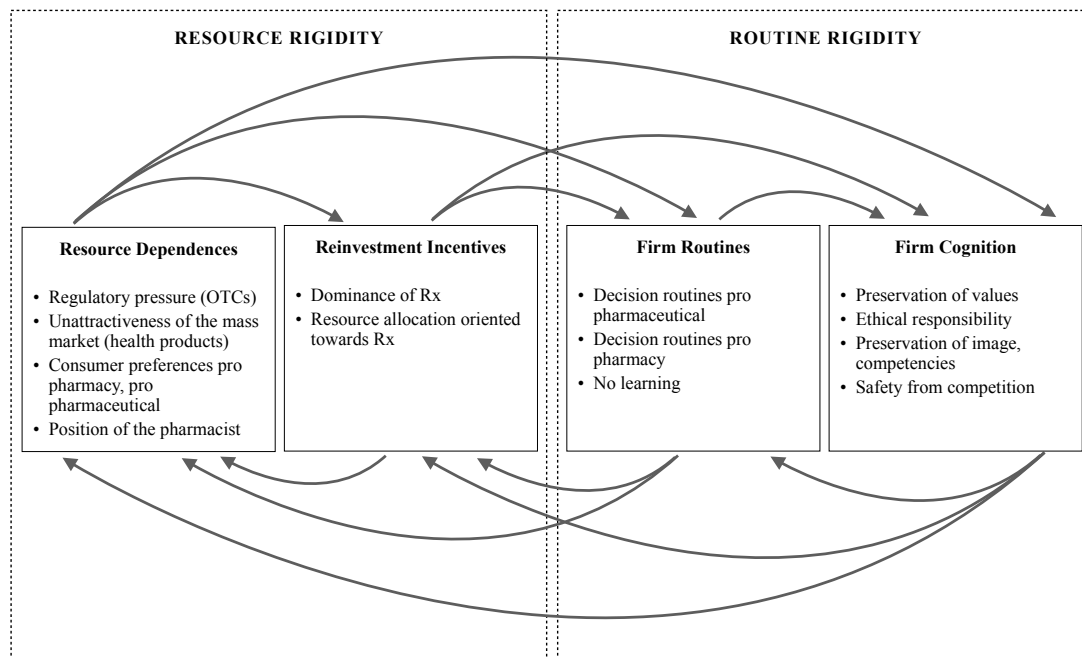 RESOURCE RIGIDITY
ROUTINE RIGIDITY
Resource Dependences
• Regulatory pressure (OTCs)
• Unattractiveness of the mass
market (health products)
• Consumer preferences pro
pharmacy, pro
pharmaceutical
• Position of the pharmacist
Reinvestment Incentives
• Dominance of Rx
• Resource allocation oriented
towards Rx
Firm Routines
• Decision routines pro
pharmaceutical
• Decision routines pro
pharmacy
• No learning
Firm Cognition
• Preservation of values
• Ethical responsibility
• Preservation of image,
competencies
• Safety from competition